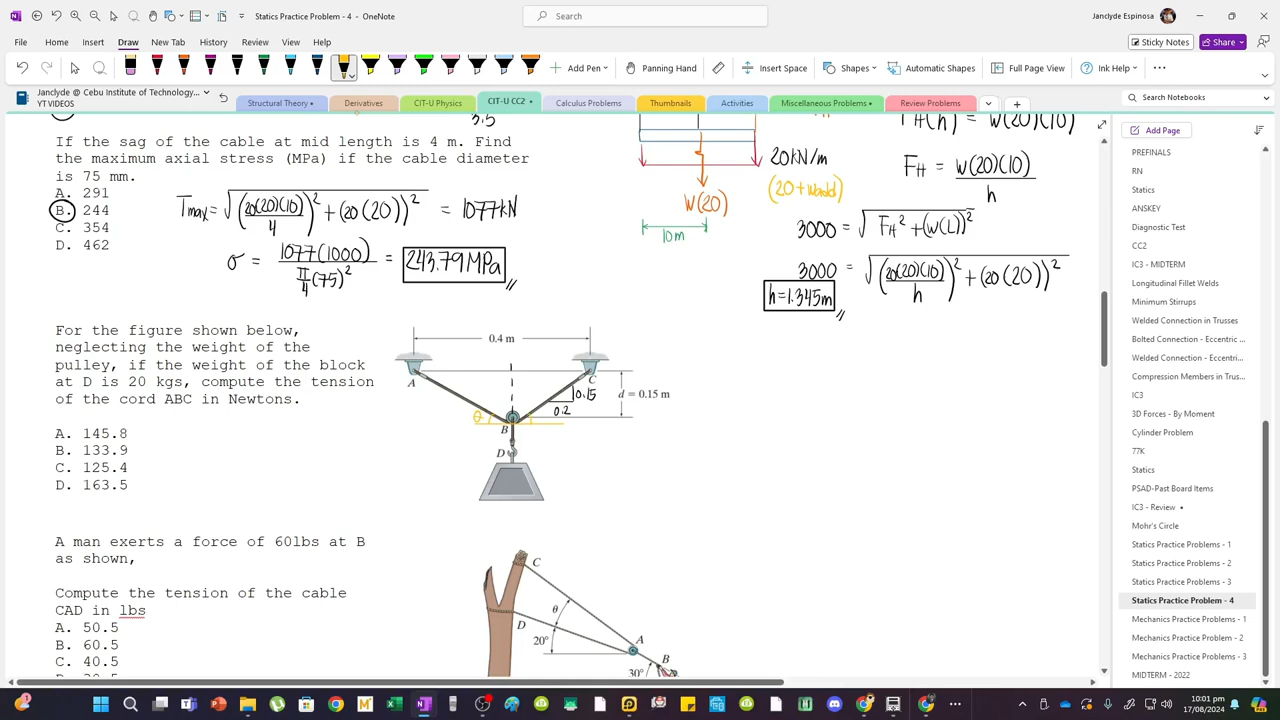 Statics Practice Problem - 4 - OneNote
Search
Janclyde Espinosa
File Home Insert Draw New Tab History Review View Help
Sticky Notes
Share
Add Pen
Panning Hand
Insert Space
Shapes
Automatic Shapes
Full Page View
Ink Help
Janclyde @ Cebu Institute of Technology...
YT VIDEOS
Structural Theory
Derivatives
CIT-U Physics
CIT-U CC2
Calculus Problems
Thumbnails
Activities
Miscellaneous Problems
Review Problems
Search Notebooks
3.5
If the sag of the cable at mid length is 4 m. Find
the maximum axial stress (MPa) if the cable diameter
is 75 mm.
A. 291
B. 244
C. 354
D. 462
Tmax = √((20(20)(10)/4)² + (20(20))²) = 1077kN
σ = 1077(1000) / (π/4 (75)²) = 243.79MPa
20kN/m
(20+wadd)
W(20)
10m
FH(h) = W(20)(10)
FH = W(20)(10) / h
3000 = √(FH² + (W(L))²)
3000 = √((20(20)(10)/h)² + (20(20))²)
h=1.345m
For the figure shown below,
neglecting the weight of the
pulley, if the weight of the block
at D is 20 kgs, compute the tension
of the cord ABC in Newtons.
A. 145.8
B. 133.9
C. 125.4
D. 163.5
0.4 m
A
C
0.15
d = 0.15 m
0.2
θ
B
D
A man exerts a force of 60lbs at B
as shown,
Compute the tension of the cable
CAD in lbs
A. 50.5
B. 60.5
C. 40.5
C
θ
D
20°
A
B
30°
Add Page
PREFINALS
RN
Statics
ANSKEY
Diagnostic Test
CC2
IC3 - MIDTERM
Longitudinal Fillet Welds
Minimum Stirrups
Welded Connection in Trusses
Bolted Connection - Eccentric ...
Welded Connection - Eccentric...
Compression Members in Trus...
IC3
3D Forces - By Moment
Cylinder Problem
77K
Statics
PSAD-Past Board Items
IC3 - Review
Mohr's Circle
Statics Practice Problems - 1
Statics Practice Problems - 2
Statics Practice Problems - 3
Statics Practice Problem - 4
Mechanics Practice Problems - 1
Mechanics Practice Problem - 2
Mechanics Practice Problems - 3
MIDTERM - 2022
10:01 pm
17/08/2024